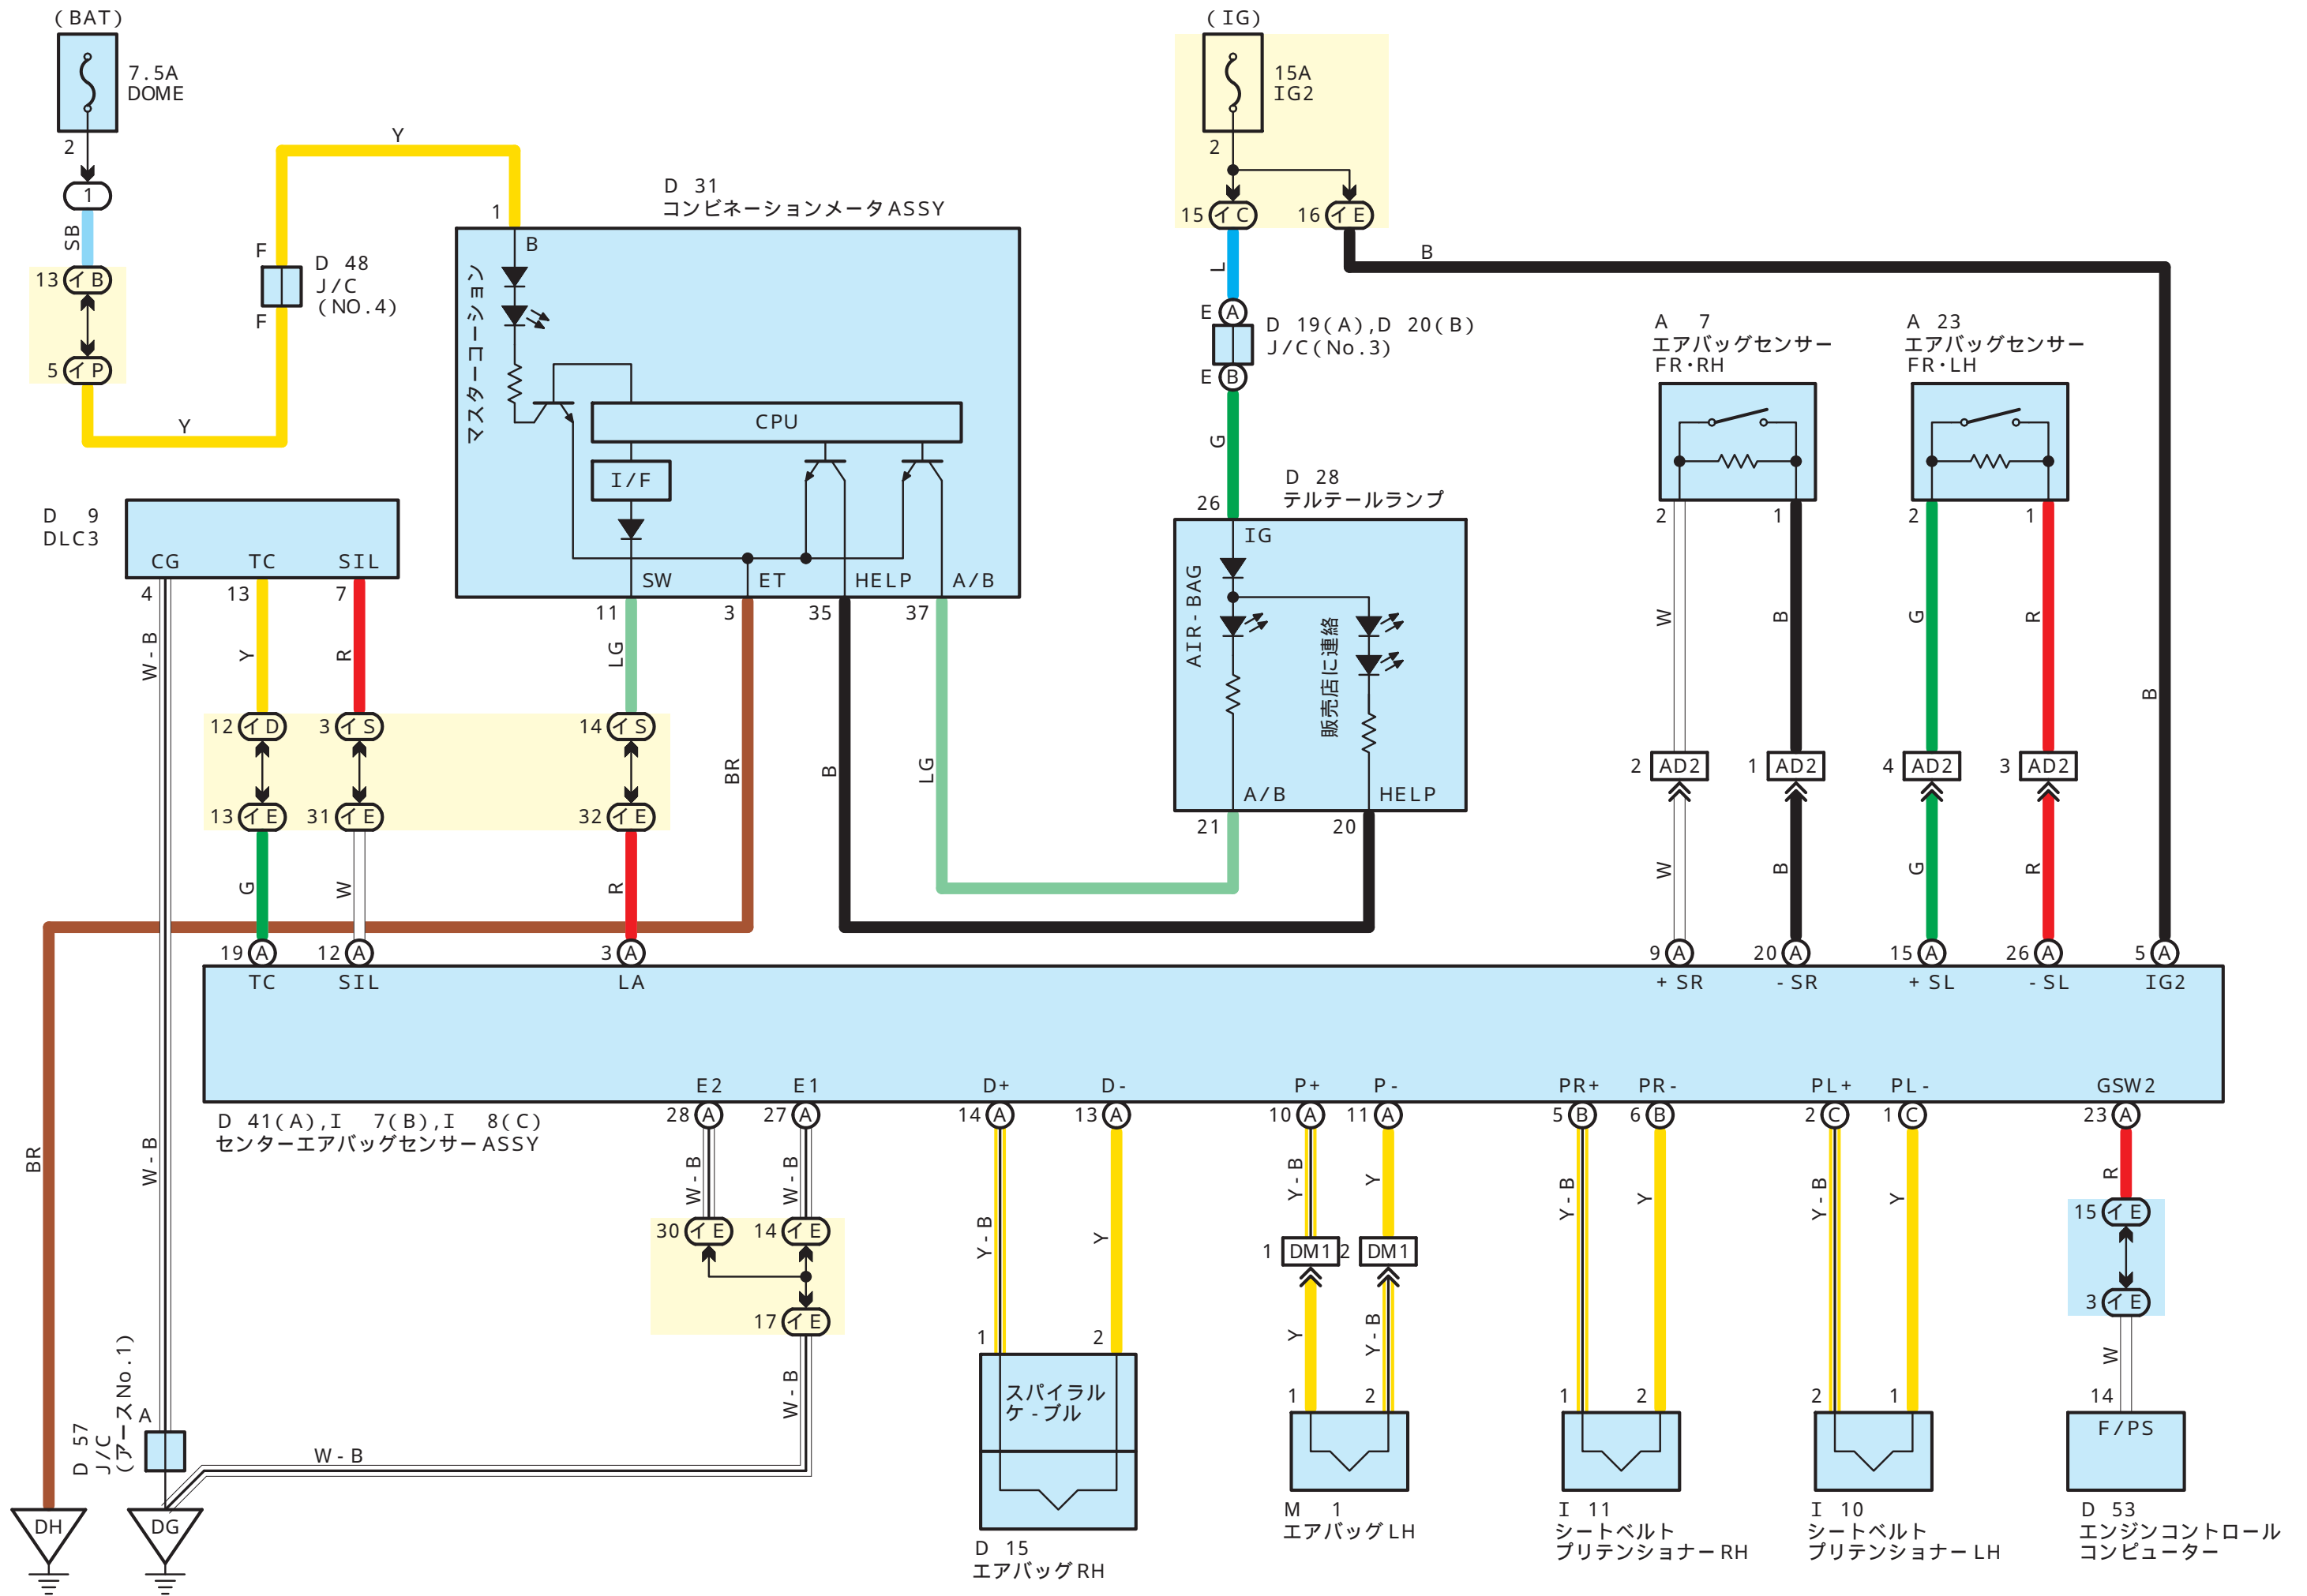 (BAT)
7.5A
DOME
2
1
SB
13 イB
5 イP
Y
F
F
D 48
J/C
(NO.4)
Y
D 31
コンビネーションメータASSY
1
B
マスターコーション
CPU
I/F
SW
ET
HELP
A/B
11
3
35
37
LG
BR
B
LG
(IG)
15A
IG2
2
15 イC
16 イE
L
B
E A
D 19(A),D 20(B)
J/C(No.3)
E B
G
D 28
テルテールランプ
26
IG
AIR-BAG
販売店に連絡
A/B
HELP
21
20
A 7
エアバッグセンサー
FR・RH
2
1
W
B
2 AD2
1 AD2
W
B
A 23
エアバッグセンサー
FR・LH
2
1
G
R
4 AD2
3 AD2
G
R
B
D 9
DLC3
CG
TC
SIL
4
13
7
W-B
Y
R
12 イD
3 イS
14 イS
13 イE
31 イE
32 イE
G
W
R
19 A
12 A
3 A
9 A
20 A
15 A
26 A
5 A
TC
SIL
LA
+SR
-SR
+SL
-SL
IG2
E2
E1
D+
D-
P+
P-
PR+
PR-
PL+
PL-
GSW2
28 A
27 A
14 A
13 A
10 A
11 A
5 B
6 B
2 C
1 C
23 A
D 41(A),I 7(B),I 8(C)
センターエアバッグセンサーASSY
BR
W-B
W-B
W-B
30 イE
14 イE
17 イE
W-B
W-B
D 57
J/C
(アースNo.1)
A
DH
DG
Y-B
Y
1
2
スパイラル
ケ-ブル
D 15
エアバッグRH
Y-B
Y
1 DM1
2 DM1
Y
Y-B
1
2
M 1
エアバッグLH
Y-B
Y
1
2
I 11
シートベルト
プリテンショナーRH
Y-B
Y
2
1
I 10
シートベルト
プリテンショナーLH
R
15 イE
3 イE
W
14
F/PS
D 53
エンジンコントロール
コンピューター